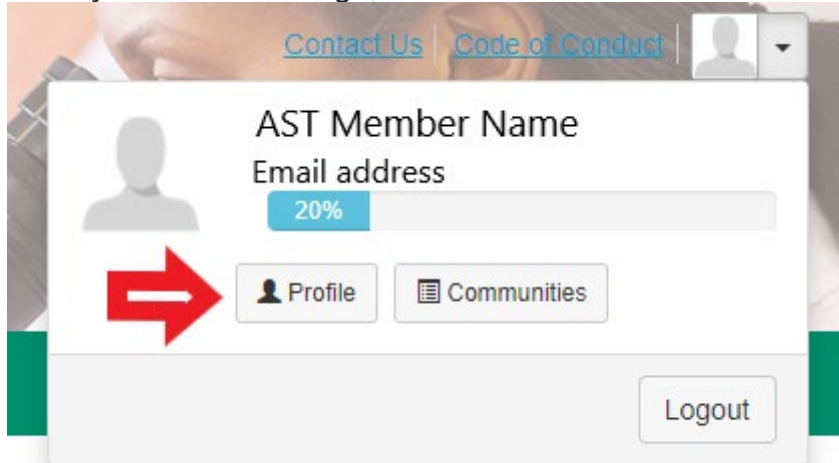 Contact Us Code of Conduct
AST Member Name
Email address
20%
Profile Communities
Logout